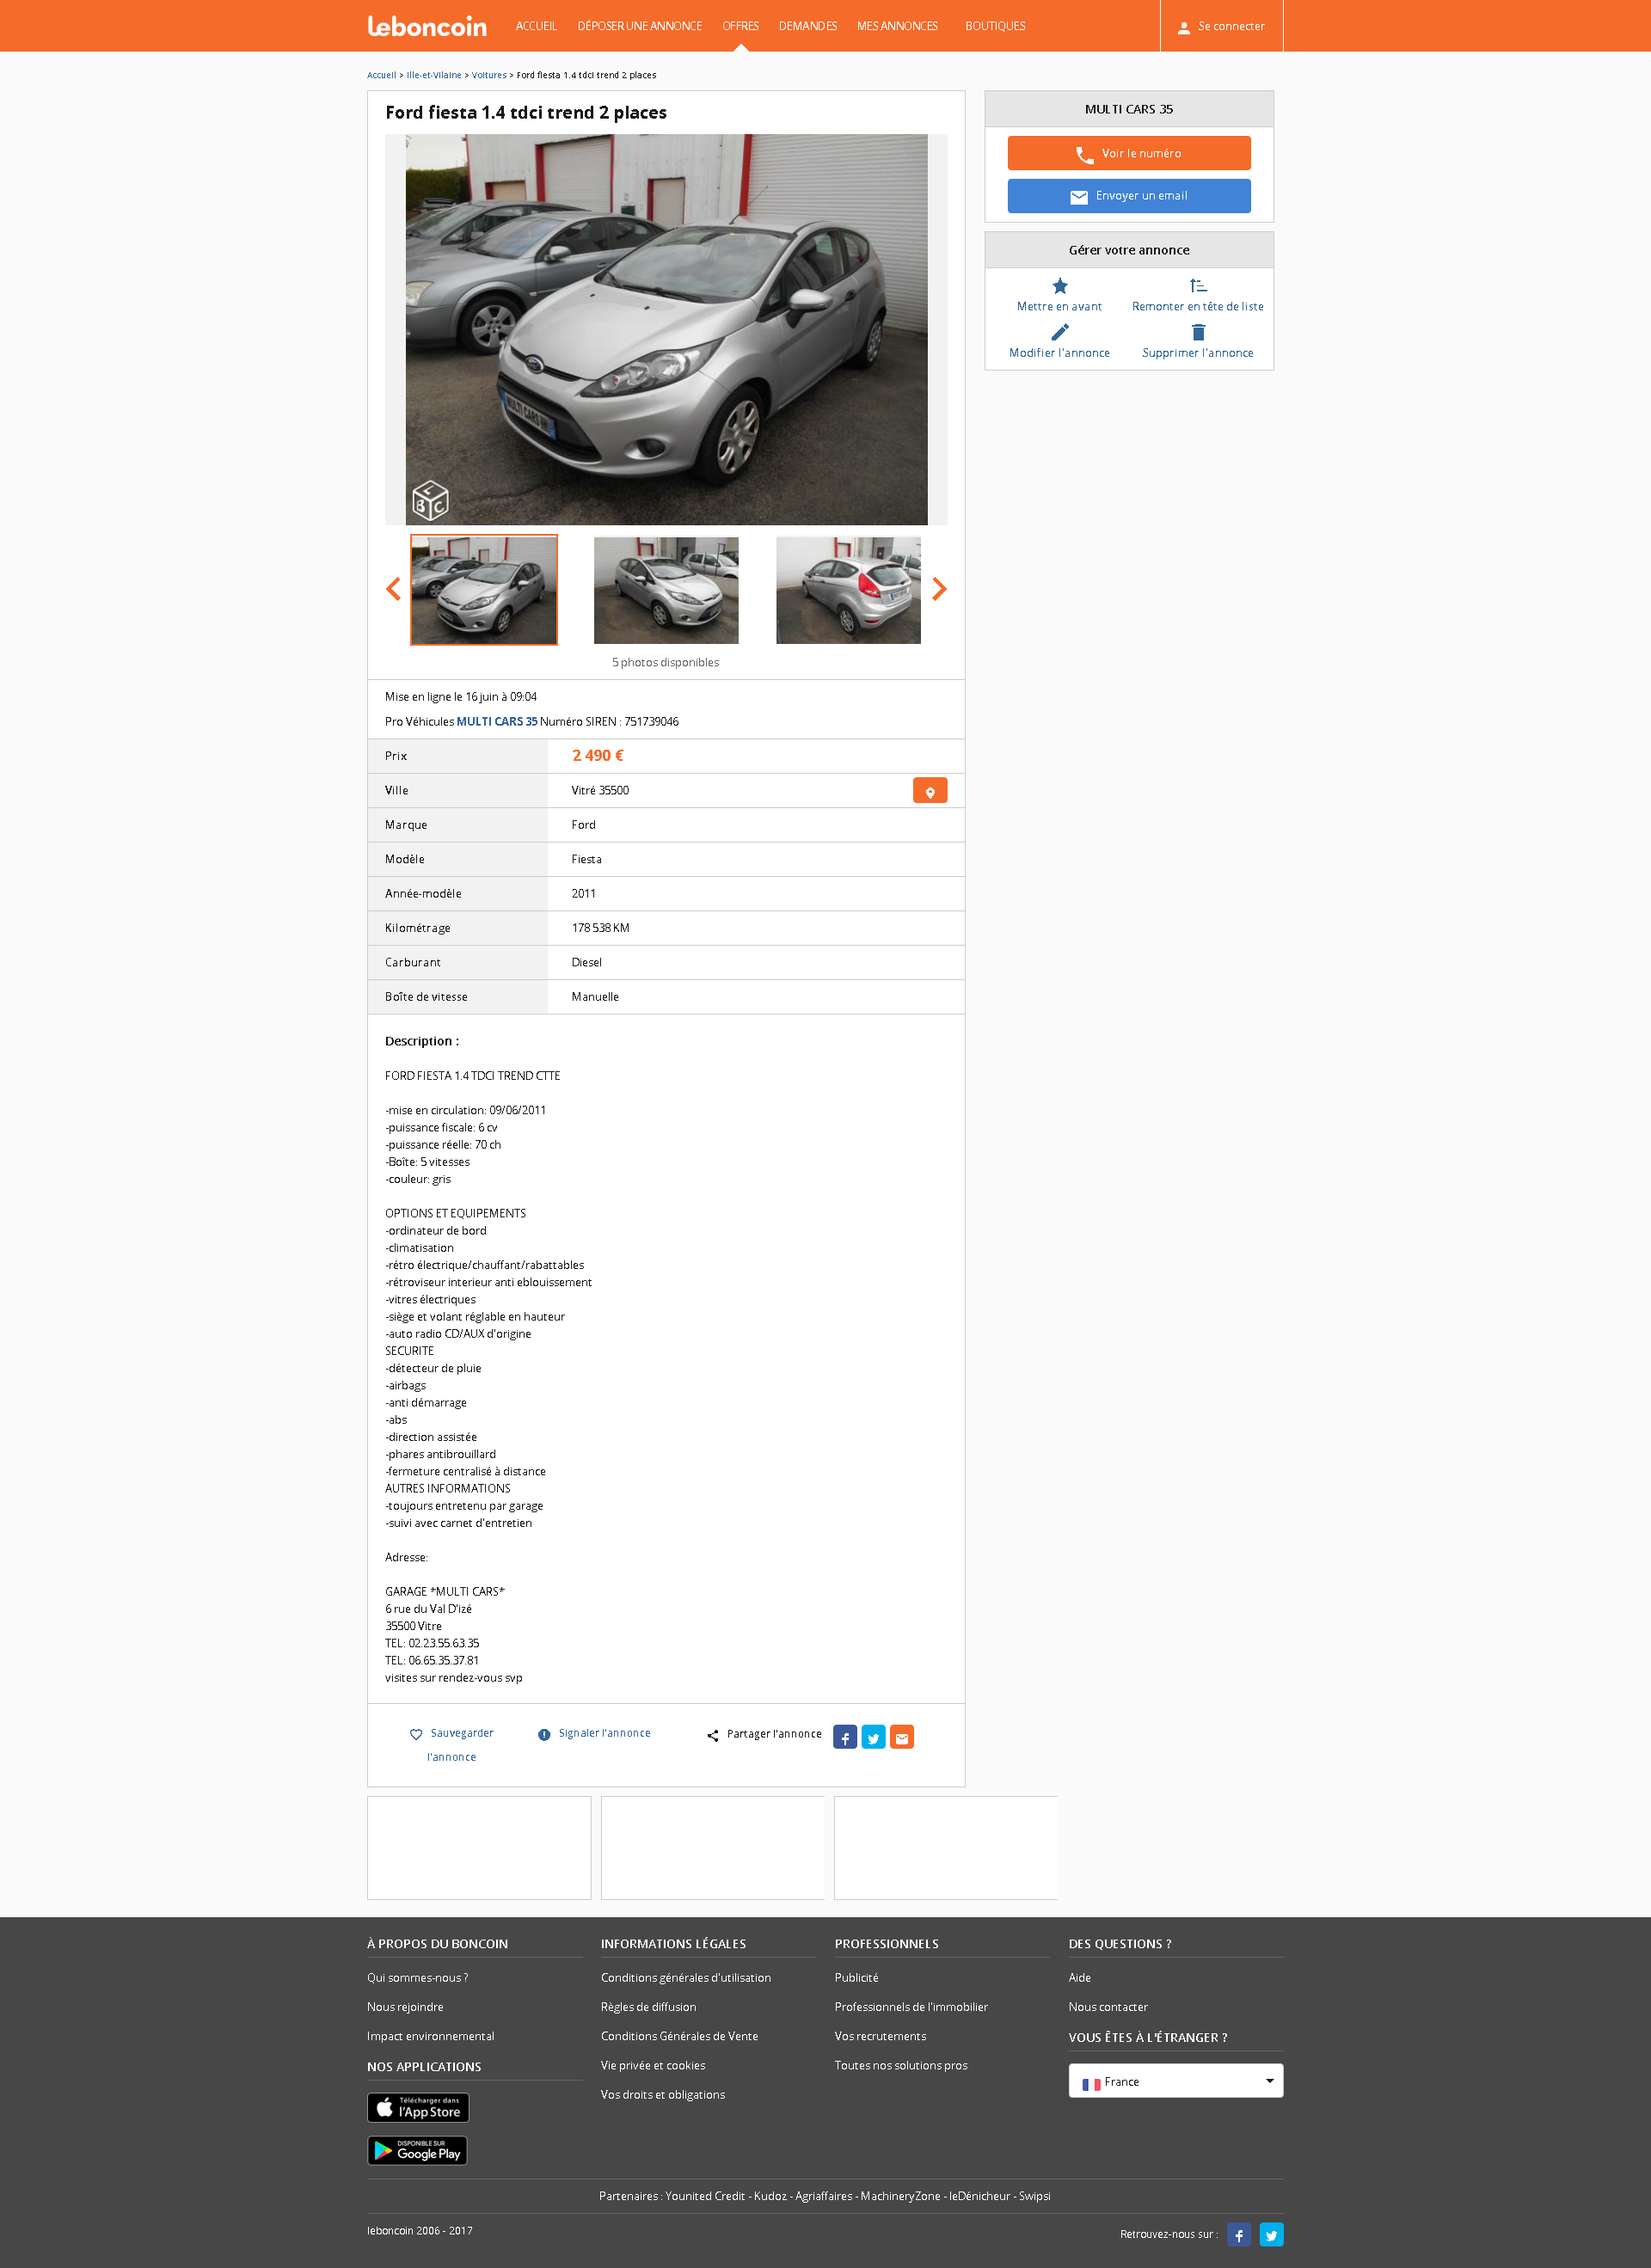 leboncoin ACCUEIL DÉPOSER UNE ANNONCE OFFRES DEMANDES MES ANNONCES BOUTIQUES Se connecter
Accueil > Ille-et-Vilaine > Voitures > Ford fiesta 1.4 tdci trend 2 places
Ford fiesta 1.4 tdci trend 2 places
MULTI CARS
LBC
5 photos disponibles
Mise en ligne le 16 juin à 09:04
Pro Véhicules MULTI CARS 35 Numéro SIREN : 751739046
Prix 2 490 €
Ville Vitré 35500
Marque Ford
Modèle Fiesta
Année-modèle 2011
Kilométrage 178 538 KM
Carburant Diesel
Boîte de vitesse Manuelle
Description :
FORD FIESTA 1.4 TDCI TREND CTTE
-mise en circulation: 09/06/2011
-puissance fiscale: 6 cv
-puissance réelle: 70 ch
-Boîte: 5 vitesses
-couleur: gris
OPTIONS ET EQUIPEMENTS
-ordinateur de bord
-climatisation
-rétro électrique/chauffant/rabattables
-rétroviseur interieur anti eblouissement
-vitres électriques
-siège et volant réglable en hauteur
-auto radio CD/AUX d'origine
SECURITE
-détecteur de pluie
-airbags
-anti démarrage
-abs
-direction assistée
-phares antibrouillard
-fermeture centralisé à distance
AUTRES INFORMATIONS
-toujours entretenu par garage
-suivi avec carnet d'entretien
Adresse:
GARAGE *MULTI CARS*
6 rue du Val D'izé
35500 Vitre
TEL: 02.23.55.63.35
TEL: 06.65.35.37.81
visites sur rendez-vous svp
Sauvegarder
l'annonce
Signaler l'annonce
Partager l'annonce
MULTI CARS 35
Voir le numéro
Envoyer un email
Gérer votre annonce
Mettre en avant
Remonter en tête de liste
Modifier l'annonce
Supprimer l'annonce
À PROPOS DU BONCOIN
Qui sommes-nous ?
Nous rejoindre
Impact environnemental
NOS APPLICATIONS
Télécharger dans
l'App Store
DISPONIBLE SUR
Google Play
INFORMATIONS LÉGALES
Conditions générales d'utilisation
Règles de diffusion
Conditions Générales de Vente
Vie privée et cookies
Vos droits et obligations
PROFESSIONNELS
Publicité
Professionnels de l'immobilier
Vos recrutements
Toutes nos solutions pros
DES QUESTIONS ?
Aide
Nous contacter
VOUS ÊTES À L'ÉTRANGER ?
France
Partenaires : Younited Credit - Kudoz - Agriaffaires - MachineryZone - leDénicheur - Swipsi
leboncoin 2006 - 2017
Retrouvez-nous sur :